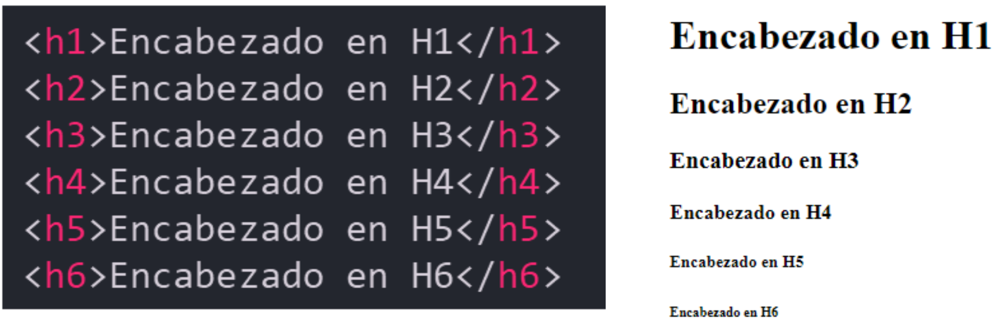 <h1>Encabezado en H1</h1>
<h2>Encabezado en H2</h2>
<h3>Encabezado en H3</h3>
<h4>Encabezado en H4</h4>
<h5>Encabezado en H5</h5>
<h6>Encabezado en H6</h6>
Encabezado en H1
Encabezado en H2
Encabezado en H3
Encabezado en H4
Encabezado en H5
Encabezado en H6